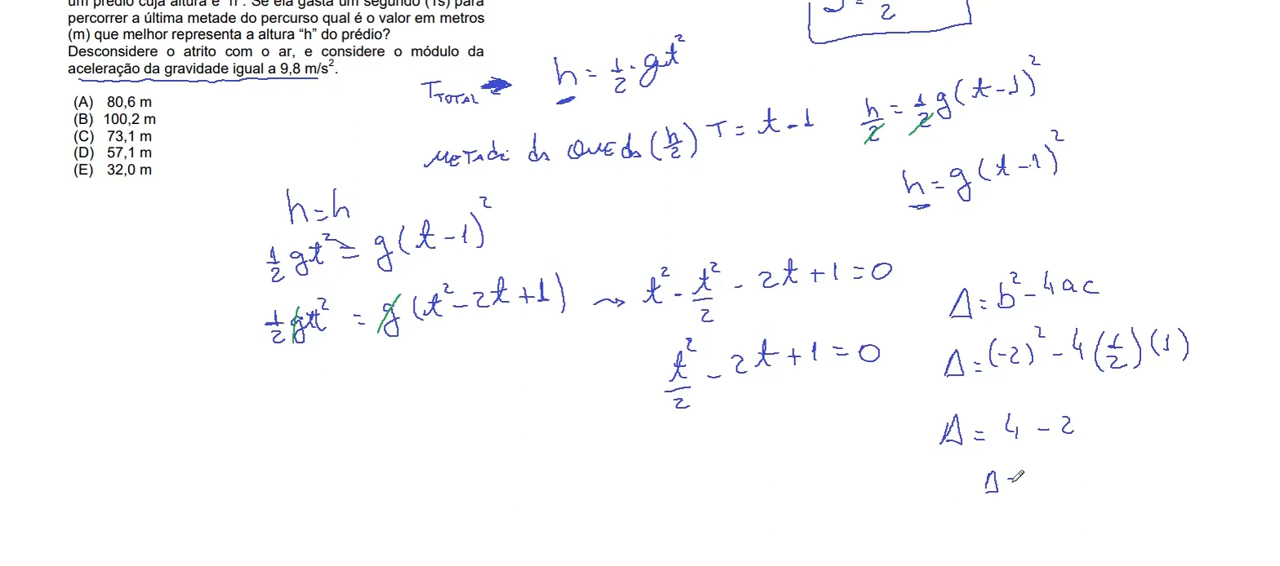 um prédio cuja altura é "h". Se ela gasta um segundo (1s) para
percorrer a última metade do percurso qual é o valor em metros
(m) que melhor representa a altura "h" do prédio?
Desconsidere o atrito com o ar, e considere o módulo da
aceleração da gravidade igual a 9,8 m/s².
(A) 80,6 m
(B) 100,2 m
(C) 73,1 m
(D) 57,1 m
(E) 32,0 m
2
TTOTAL → h = 1/2 · gt²
METADE da QUEDA (h/2) T = t - 1
h/2 = 1/2 g(t-1)²
h = g(t-1)²
h = h
1/2 gt² = g(t-1)²
1/2 gt² = g(t² - 2t + 1) → t² - t²/2 - 2t + 1 = 0
t²/2 - 2t + 1 = 0
Δ = b² - 4ac
Δ = (-2)² - 4(1/2)(1)
Δ = 4 - 2
Δ =